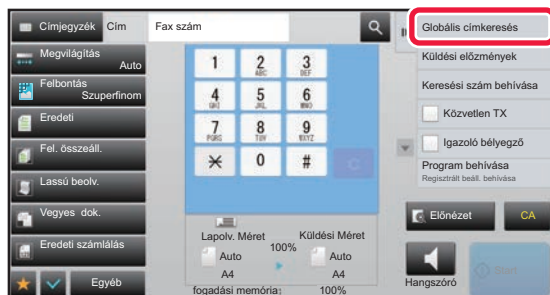 Címjegyzék
Cím
Fax szám
Globális címkeresés
Megvilágítás
Auto
Felbontás
Szuperfinom
Eredeti
Fel. összeáll.
Lassú beolv.
Vegyes dok.
Eredeti számlálás
Egyéb
1
2
ABC
3
DEF
4
GHI
5
JKL
6
MNO
7
PQRS
8
TUV
9
WXYZ
0
#
C
Lapolv. Méret
100%
Küldési Méret
Auto
A4
Auto
A4
fogadási memória:
100%
Küldési előzmények
Keresési szám behívása
Közvetlen TX
Igazoló bélyegző
Program behívása
Regisztrált beáll. behívása
Előnézet
CA
Hangszóró
Start